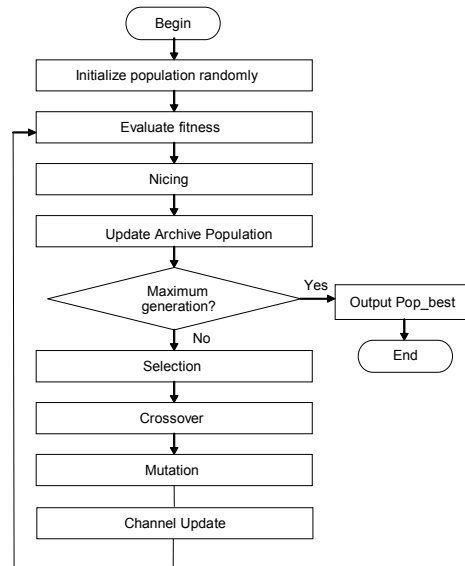 Begin
Initialize population randomly
Evaluate fitness
Nicing
Update Archive Population
Maximum
generation?
Yes
Output Pop_best
End
No
Selection
Crossover
Mutation
Channel Update